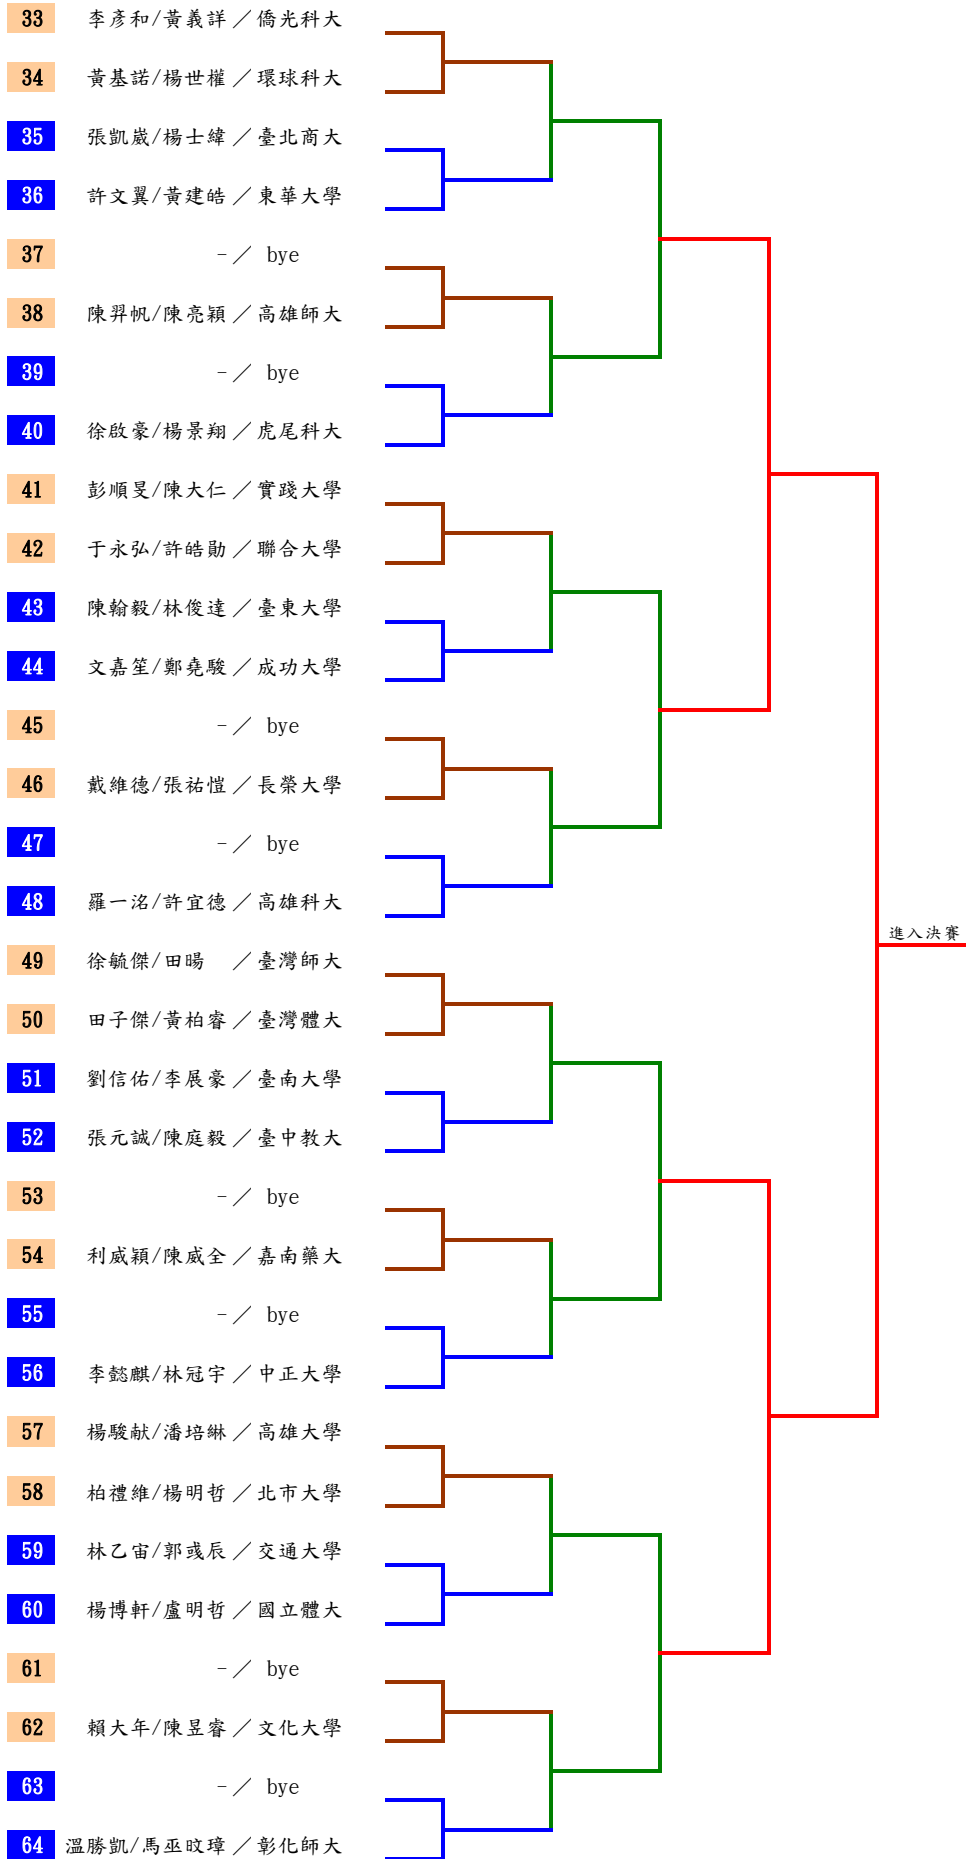 33 李彥和/黃義詳／僑光科大
34 黃基諾/楊世權／環球科大
35 張凱崴/楊士緯／臺北商大
36 許文翼/黃建皓／東華大學
37 -／ bye
38 陳羿帆/陳亮穎／高雄師大
39 -／ bye
40 徐啟豪/楊景翔／虎尾科大
41 彭順旻/陳大仁／實踐大學
42 于永弘/許皓勛／聯合大學
43 陳翰毅/林俊達／臺東大學
44 文嘉笙/鄭堯駿／成功大學
45 -／ bye
46 戴維德/張祐愷／長榮大學
47 -／ bye
48 羅一洺/許宜德／高雄科大
進入決賽
49 徐毓傑/田暘　／臺灣師大
50 田子傑/黃柏睿／臺灣體大
51 劉信佑/李展豪／臺南大學
52 張元誠/陳庭毅／臺中教大
53 -／ bye
54 利威穎/陳威全／嘉南藥大
55 -／ bye
56 李懿麒/林冠宇／中正大學
57 楊駿献/潘培綝／高雄大學
58 柏禮維/楊明哲／北市大學
59 林乙宙/郭彧辰／交通大學
60 楊博軒/盧明哲／國立體大
61 -／ bye
62 賴大年/陳昱睿／文化大學
63 -／ bye
64 溫勝凱/馬巫旼璋／彰化師大